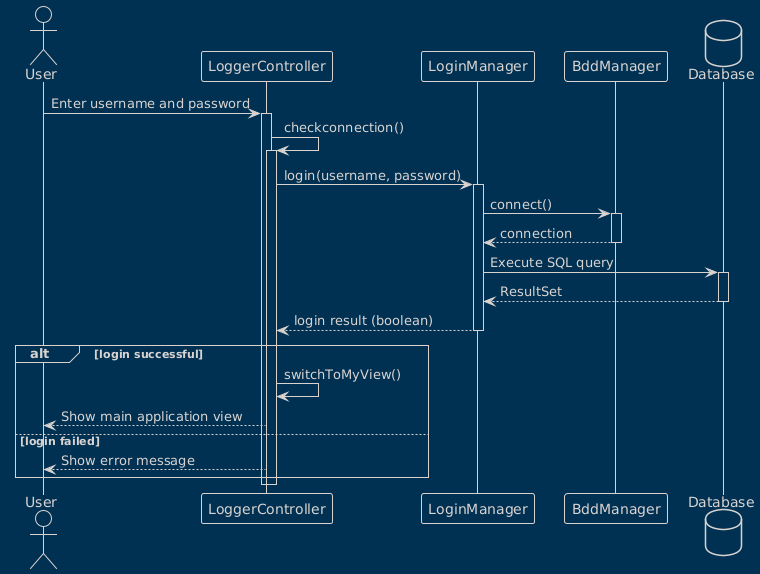 User
LoggerController
LoginManager
BddManager
Database
Enter username and password
checkconnection()
login(username, password)
connect()
connection
Execute SQL query
ResultSet
login result (boolean)
alt
[login successful]
switchToMyView()
Show main application view
[login failed]
Show error message
User
LoggerController
LoginManager
BddManager
Database